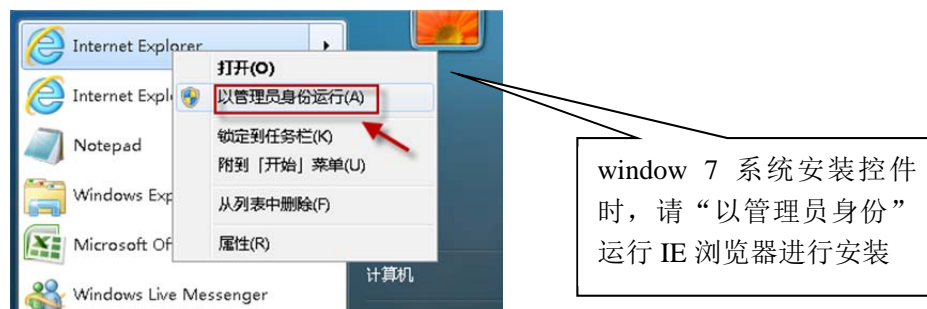 Internet Explorer
打开(O)
Internet Expl
以管理员身份运行(A)
Notepad
锁定到任务栏(K)
附到「开始」菜单(U)
Windows Exp
从列表中删除(F)
Microsoft Of
属性(R)
计算机
Windows Live Messenger
window 7 系统安装控件
时，请“以管理员身份”
运行 IE 浏览器进行安装